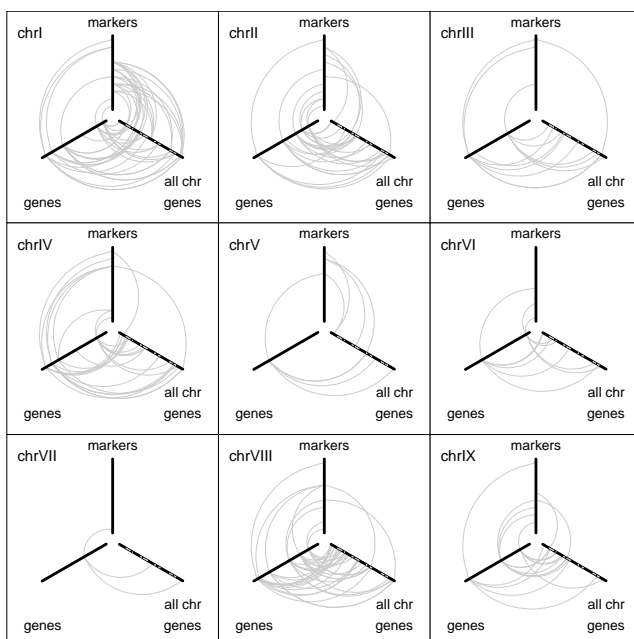 markers
chrI
all chr
genes
genes
markers
chrII
all chr
genes
genes
markers
chrIII
all chr
genes
genes
markers
chrIV
all chr
genes
genes
markers
chrV
all chr
genes
genes
markers
chrVI
all chr
genes
genes
markers
chrVII
all chr
genes
genes
markers
chrVIII
all chr
genes
genes
markers
chrIX
all chr
genes
genes